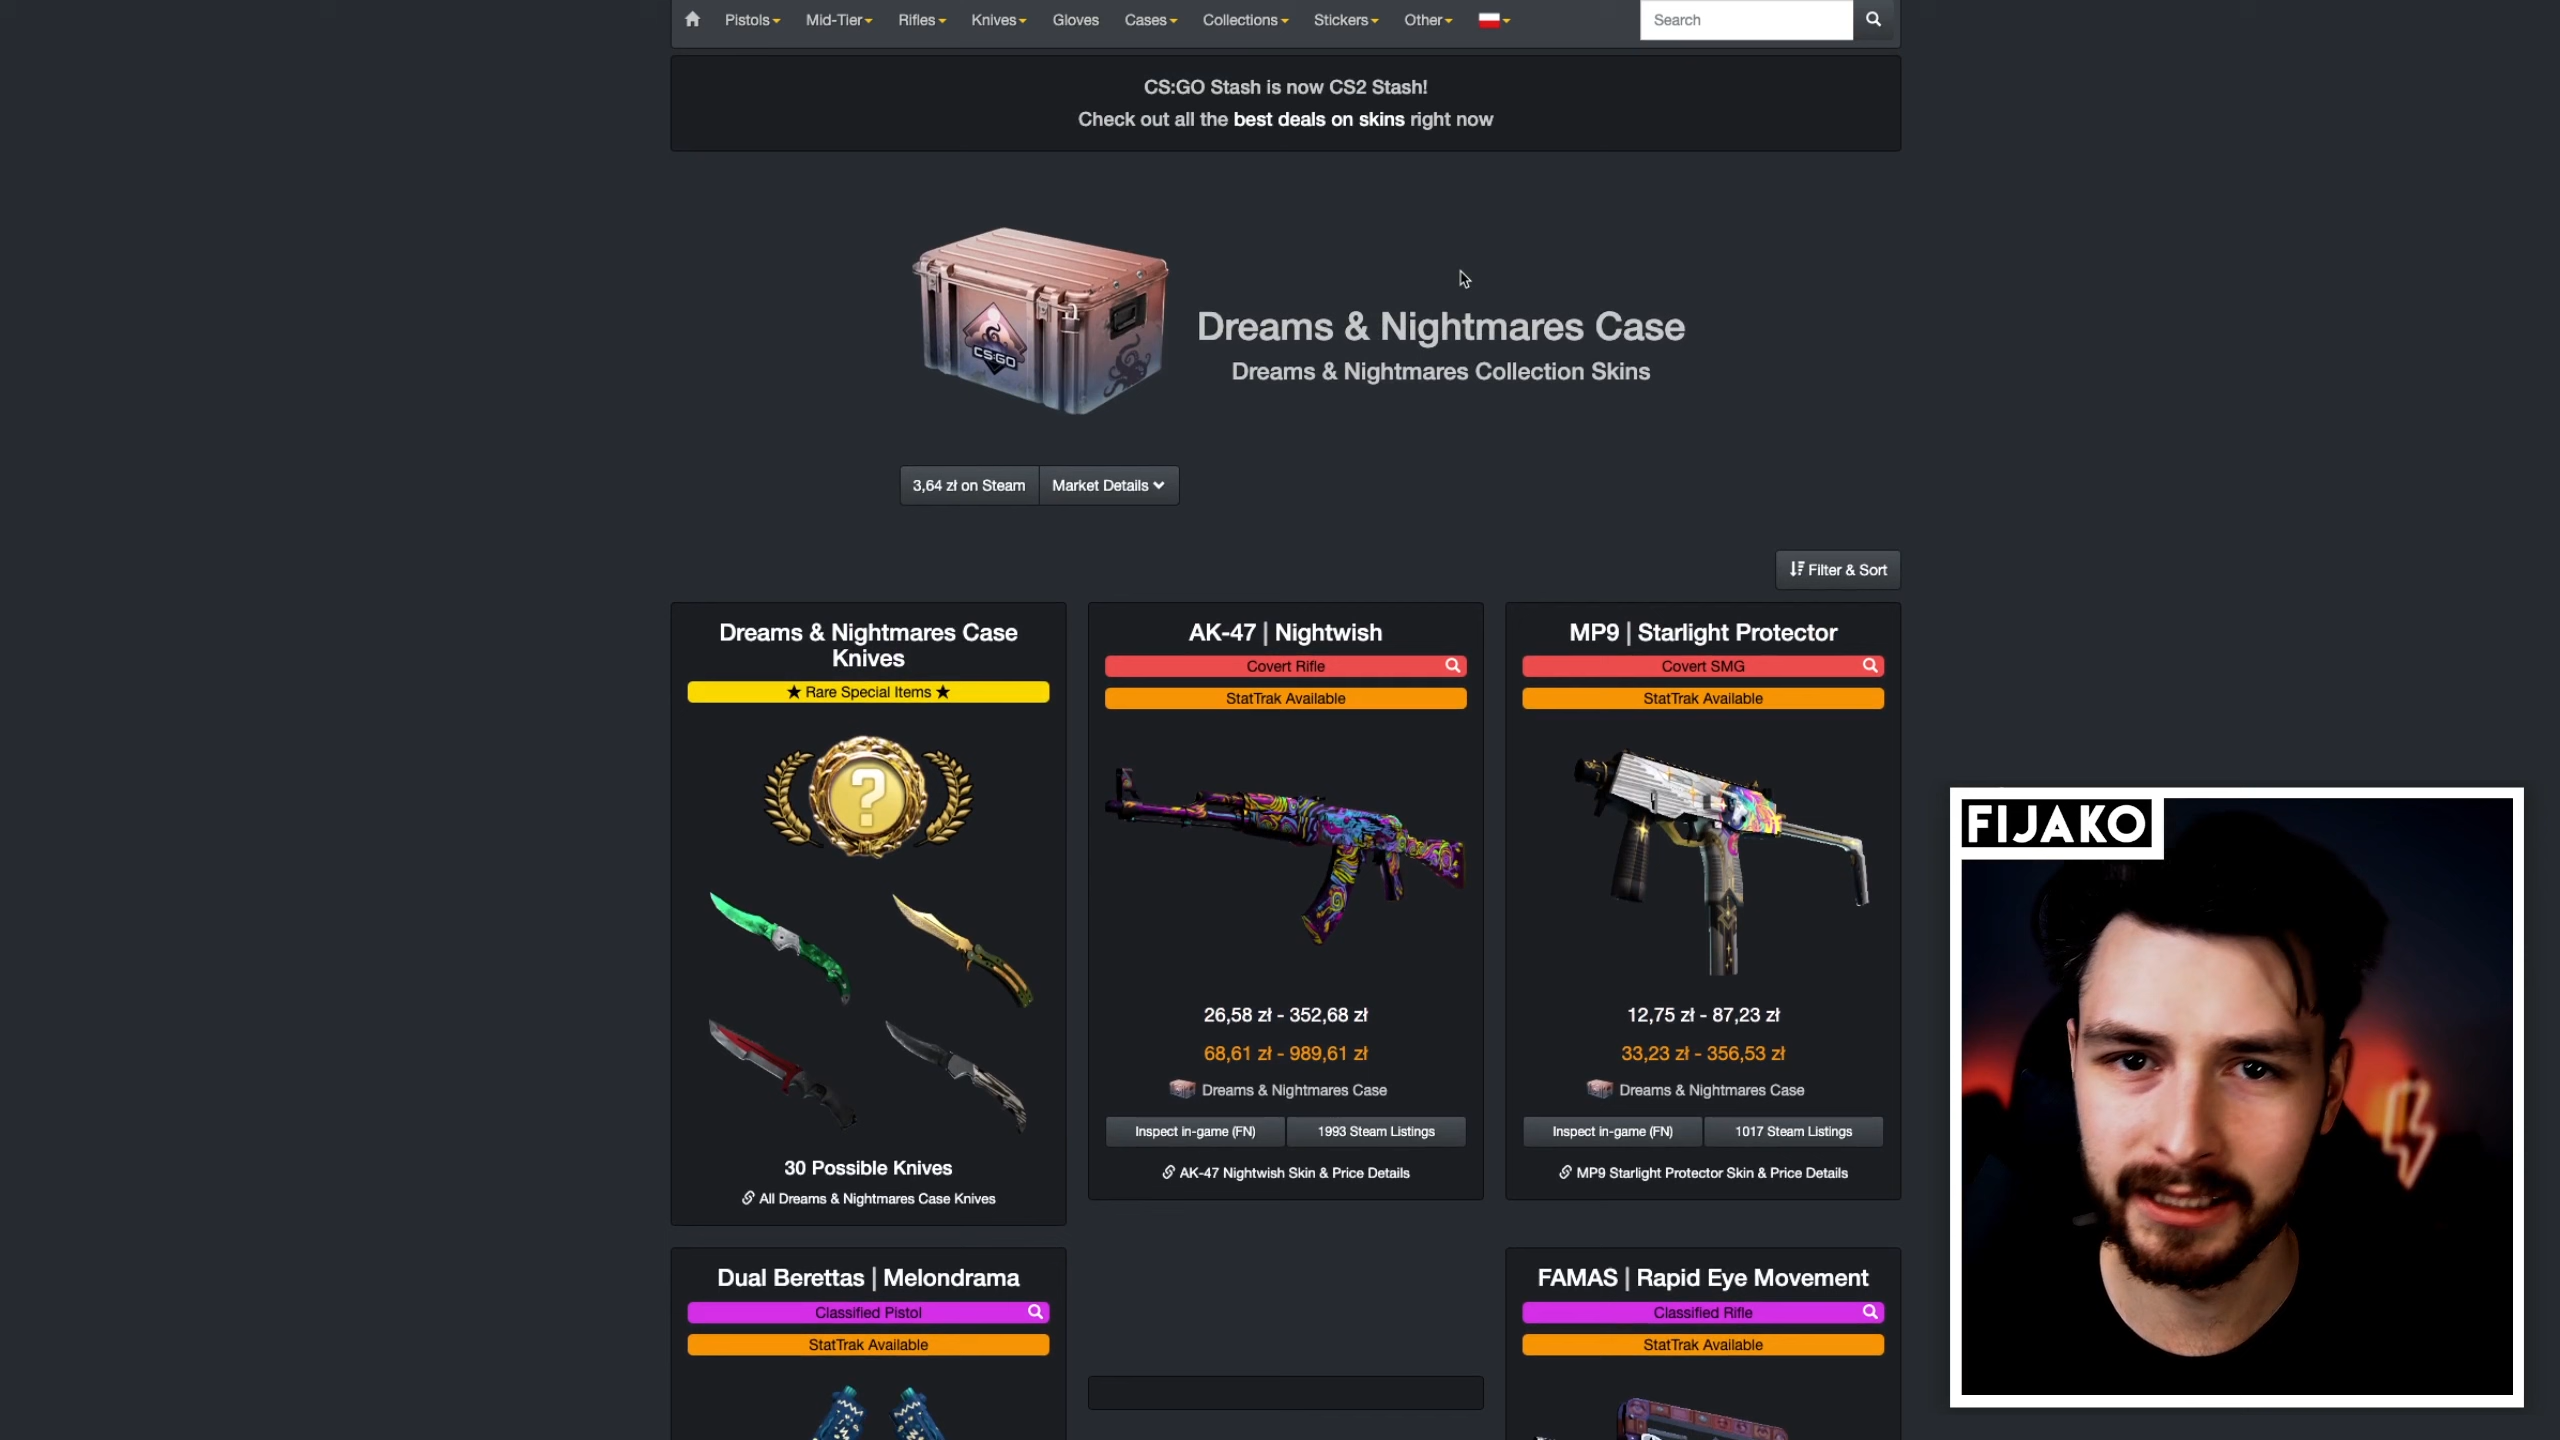 Pistols Mid-Tier Rifles Knives Gloves Cases Collections Stickers Other Search
CS:GO Stash is now CS2 Stash!
Check out all the best deals on skins right now
CS:GO
Dreams & Nightmares Case
Dreams & Nightmares Collection Skins
3,64 zł on Steam Market Details
Filter & Sort
Dreams & Nightmares Case
Knives
★ Rare Special Items ★
?
30 Possible Knives
All Dreams & Nightmares Case Knives
AK-47 | Nightwish
Covert Rifle
StatTrak Available
26,58 zł - 352,68 zł
68,61 zł - 989,61 zł
Dreams & Nightmares Case
Inspect in-game (FN) 1993 Steam Listings
AK-47 Nightwish Skin & Price Details
MP9 | Starlight Protector
Covert SMG
StatTrak Available
12,75 zł - 87,23 zł
33,23 zł - 356,53 zł
Dreams & Nightmares Case
Inspect in-game (FN) 1017 Steam Listings
MP9 Starlight Protector Skin & Price Details
FIJAKO
Dual Berettas | Melondrama
Classified Pistol
StatTrak Available
FAMAS | Rapid Eye Movement
Classified Rifle
StatTrak Available